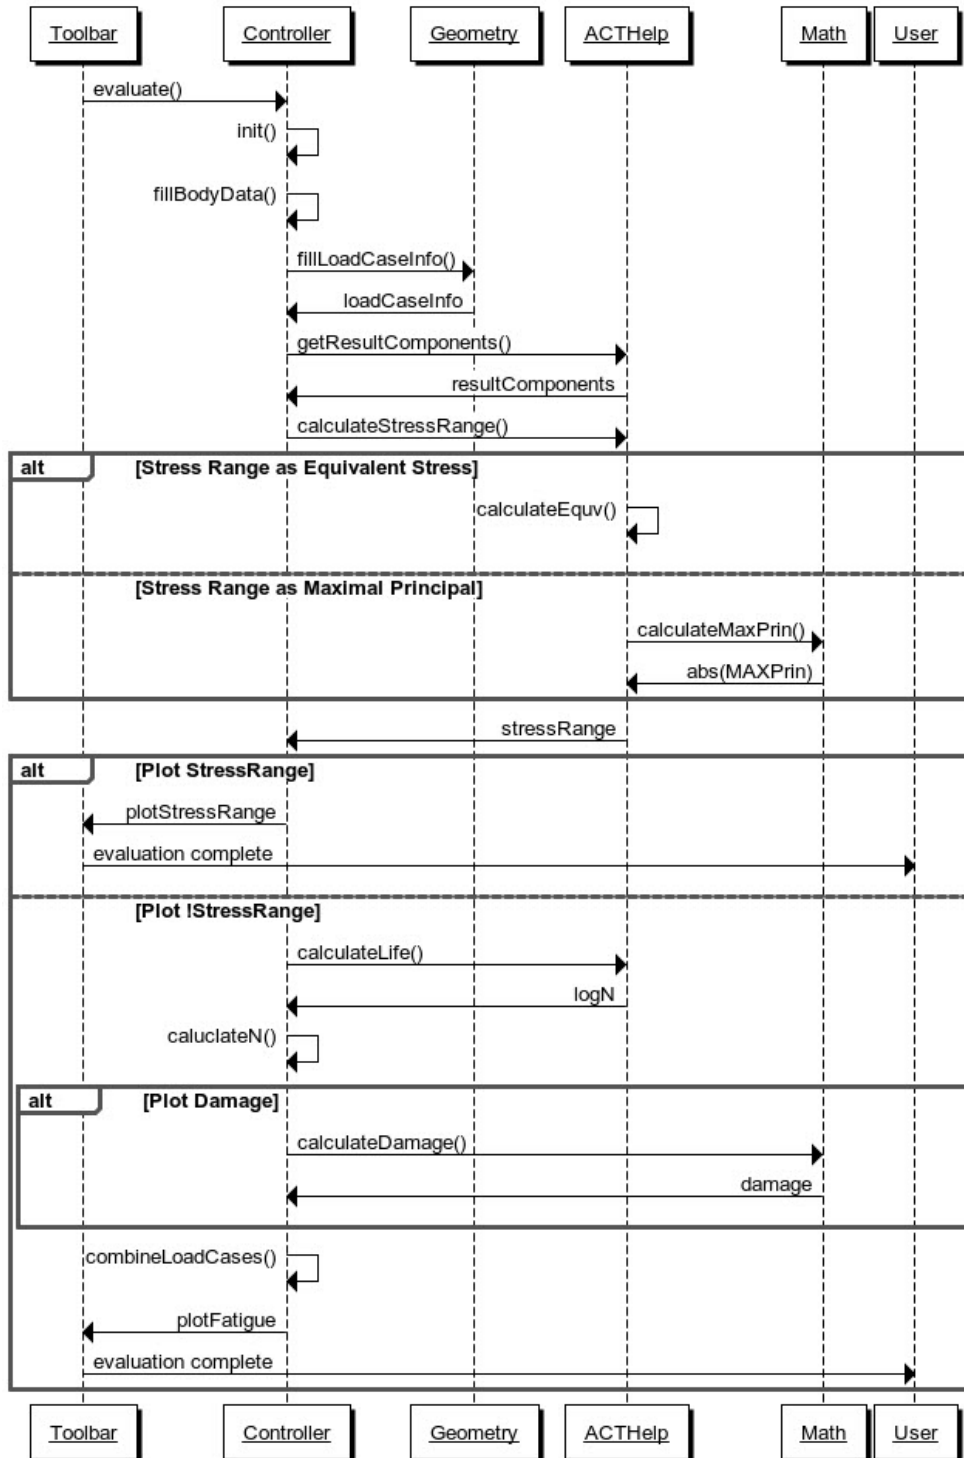 Toolbar Controller Geometry ACTHelp Math User
evaluate()
init()
fillBodyData()
fillLoadCaseInfo()
loadCaseInfo
getResultComponents()
resultComponents
calculateStressRange()
alt [Stress Range as Equivalent Stress]
calculateEquv()
[Stress Range as Maximal Principal]
calculateMaxPrin()
abs(MAXPrin)
stressRange
alt [Plot StressRange]
plotStressRange
evaluation complete
[Plot !StressRange]
calculateLife()
logN
caluclateN()
alt [Plot Damage]
calculateDamage()
damage
combineLoadCases()
plotFatigue
evaluation complete
Toolbar Controller Geometry ACTHelp Math User